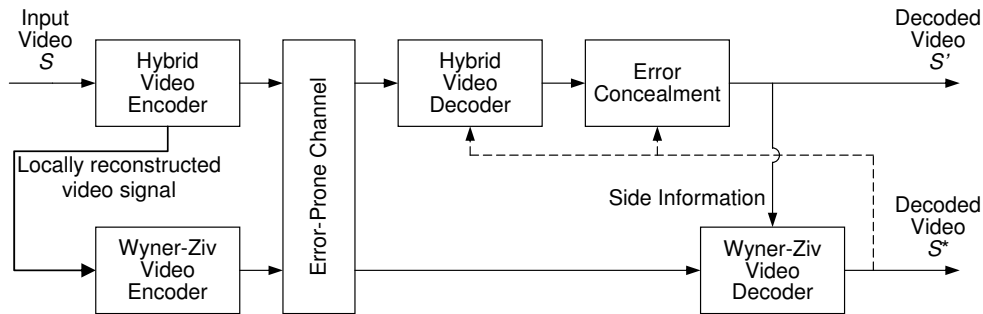 Input
Video
S
Hybrid
Video
Encoder
Locally reconstructed
video signal
Wyner-Ziv
Video
Encoder
Error-Prone Channel
Hybrid
Video
Decoder
Error
Concealment
Decoded
Video
S'
Side Information
Wyner-Ziv
Video
Decoder
Decoded
Video
S*